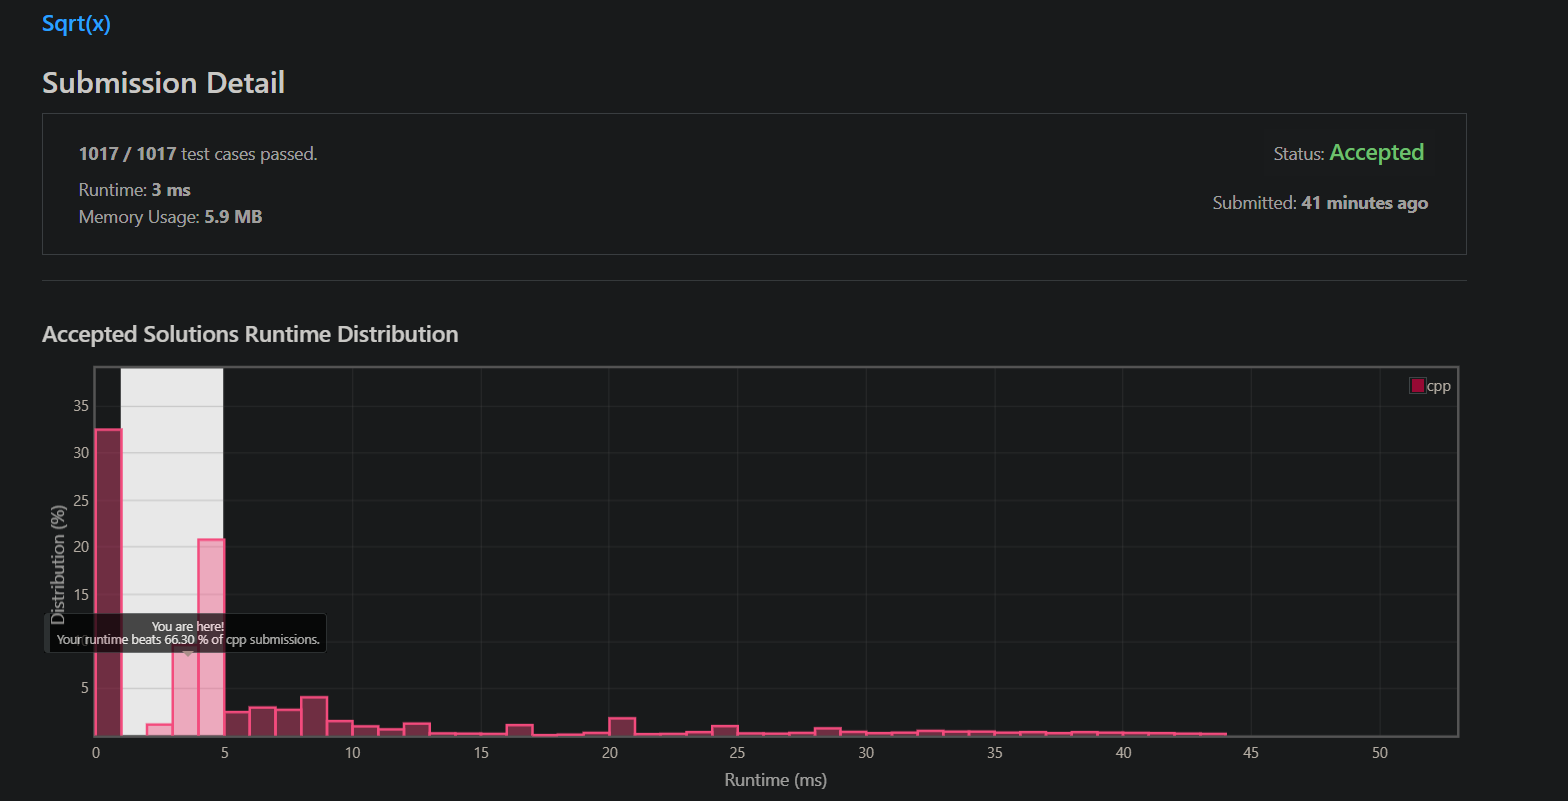 Sqrt(x)
Submission Detail
1017 / 1017 test cases passed.
Status: Accepted
Runtime: 3 ms
Submitted: 41 minutes ago
Memory Usage: 5.9 MB
Accepted Solutions Runtime Distribution
cpp
35
30
25
20
15
You are here!
Your runtime beats 66.30 % of cpp submissions.
5
Distribution (%)
0 5 10 15 20 25 30 35 40 45 50
Runtime (ms)